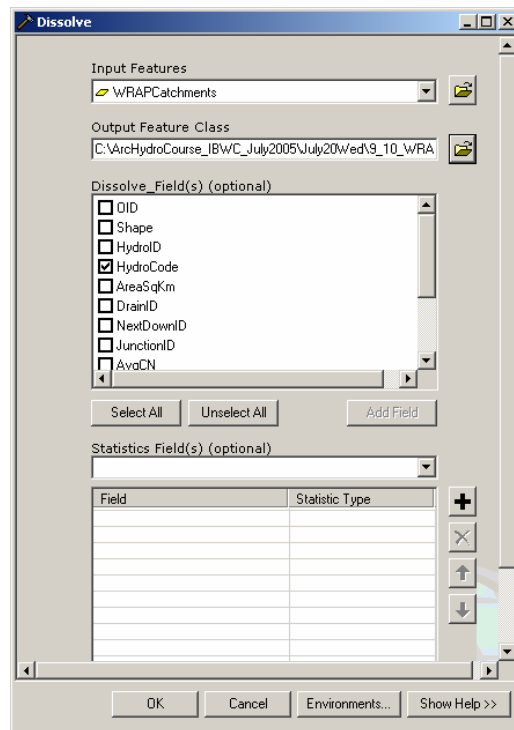 Dissolve
Input Features
WRAPCatchments
Output Feature Class
C:\ArcHydroCourse_IBWC_July2005\July20Wed\9_10_WRA
Dissolve_Field(s) (optional)
OID
Shape
HydroID
HydroCode
AreaSqKm
DrainID
NextDownID
JunctionID
AvgCN
Select All Unselect All Add Field
Statistics Field(s) (optional)
Field Statistic Type
OK Cancel Environments... Show Help >>